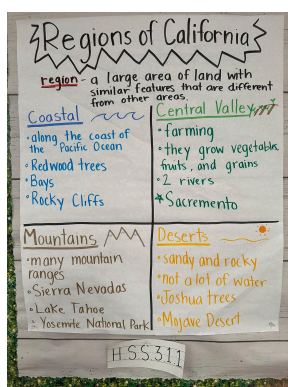 Regions of California
region - a large area of land with
similar features that are different
from other areas.
Coastal
• along the coast of
the Pacific Ocean
• Redwood trees
• Bays
• Rocky Cliffs
Central Valley
• farming
• they grow vegetables,
fruits, and grains
• 2 rivers
★ Sacremento
Mountains
• many mountain
ranges
• Sierra Nevadas
• Lake Tahoe
• Yosemite National Park
Deserts
• sandy and rocky
• not a lot of water
• Joshua trees
• Mojave Desert
H.S.S.3.1.1